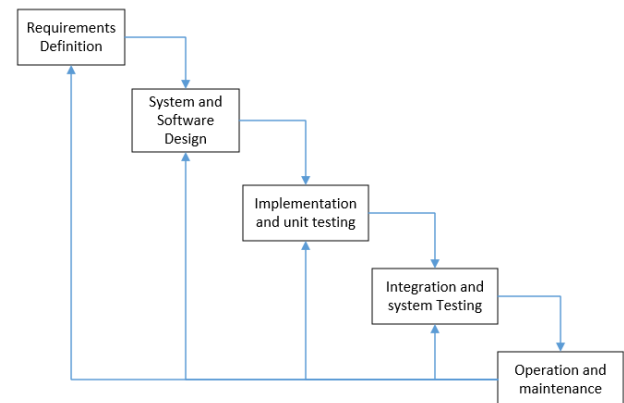 Requirements
Definition
System and
Software
Design
Implementation
and unit testing
Integration and
system Testing
Operation and
maintenance